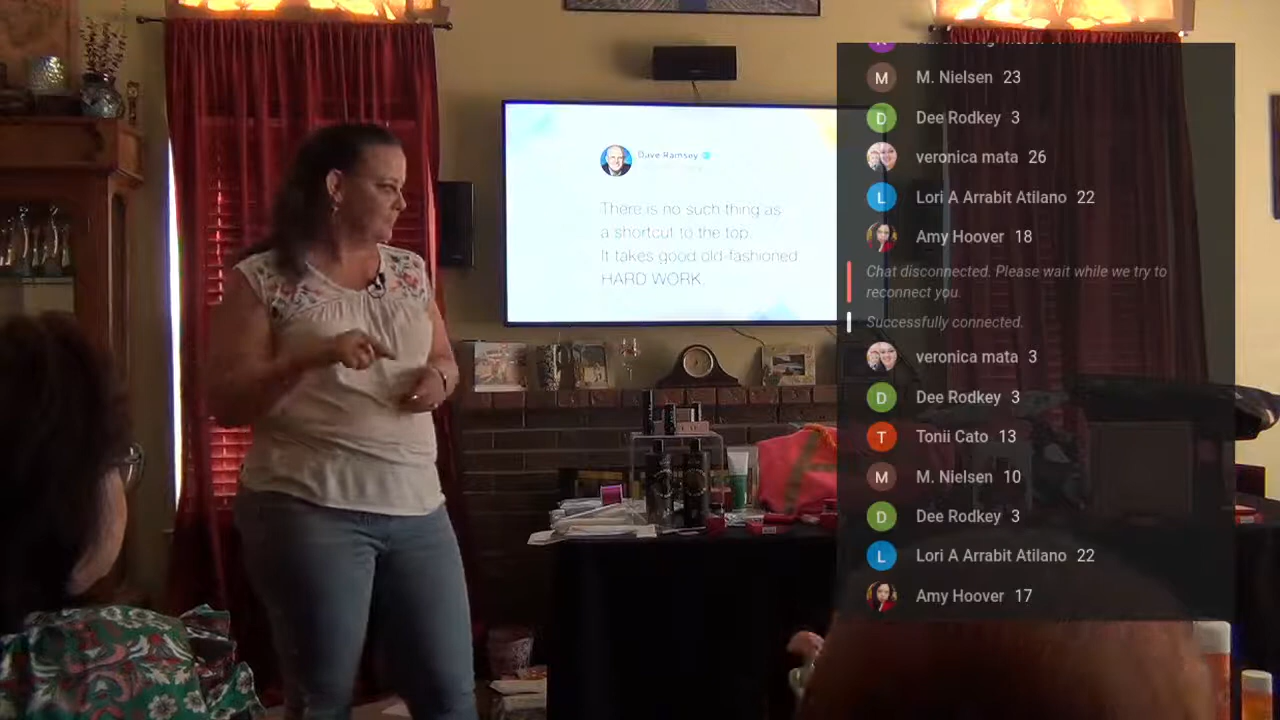 Dave Ramsey
There is no such thing as
a shortcut to the top.
It takes good old-fashioned
HARD WORK.
M
M. Nielsen 23
D
Dee Rodkey 3
veronica mata 26
L
Lori A Arrabit Atilano 22
Amy Hoover 18
Chat disconnected. Please wait while we try to
reconnect you.
Successfully connected.
veronica mata 3
D
Dee Rodkey 3
T
Tonii Cato 13
M
M. Nielsen 10
D
Dee Rodkey 3
L
Lori A Arrabit Atilano 22
Amy Hoover 17